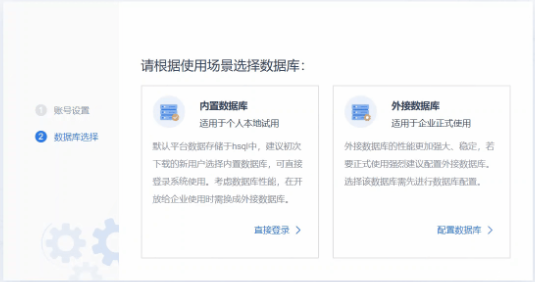 请根据使用场景选择数据库：
1 账号设置
2 数据库选择
内置数据库
适用于个人本地试用
默认平台数据存储于hsql中，建议初次
下载的新用户选择内置数据库，可直接
登录系统使用。考虑数据库性能，在开
放给企业使用时需换成外接数据库。
直接登录 >
外接数据库
适用于企业正式使用
外接数据库的性能更加强大、稳定，若
要正式使用强烈建议配置外接数据库。
选择该数据库需先进行数据库配置。
配置数据库 >